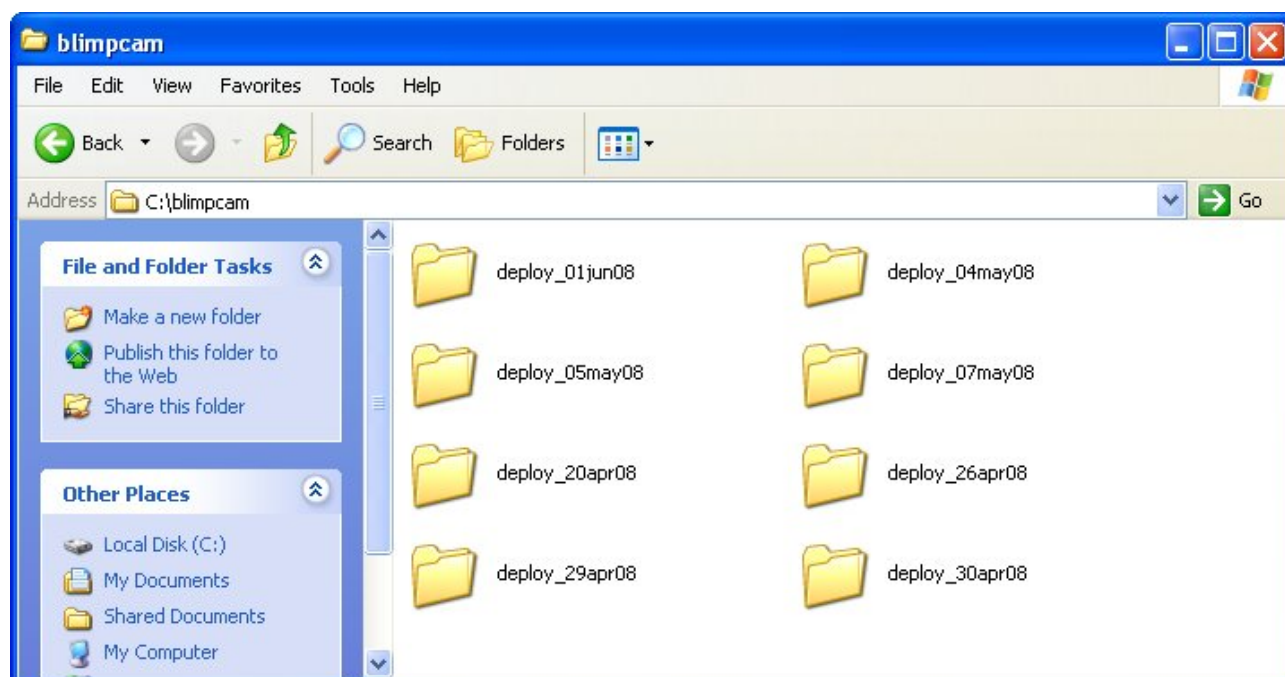 blimpcam
File Edit View Favorites Tools Help
Back Search Folders
Address C:\blimpcam Go
File and Folder Tasks
Make a new folder
Publish this folder to
the Web
Share this folder
Other Places
Local Disk (C:)
My Documents
Shared Documents
My Computer
deploy_01jun08 deploy_04may08
deploy_05may08 deploy_07may08
deploy_20apr08 deploy_26apr08
deploy_29apr08 deploy_30apr08